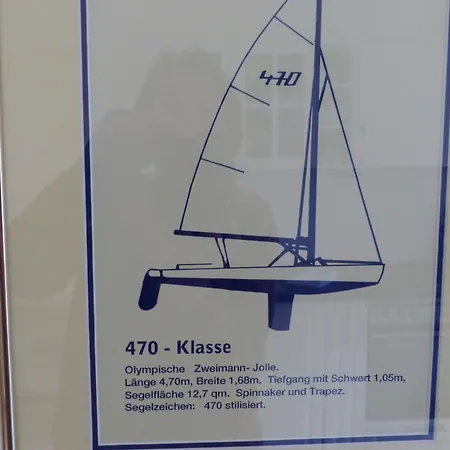 470
470 - Klasse
Olympische Zweimann- Jolle.
Länge 4,70m, Breite 1,68m, Tiefgang mit Schwert 1,05m,
Segelfläche 12,7 qm. Spinnaker und Trapez.
Segelzeichen: 470 stilisiert.